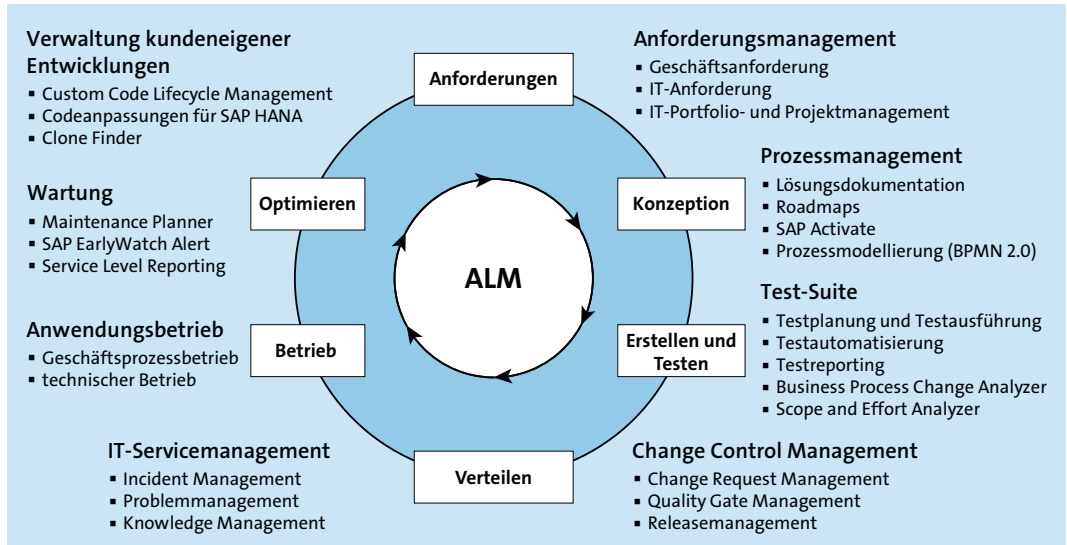 Verwaltung kundeneigener
Entwicklungen
▪ Custom Code Lifecycle Management
▪ Codeanpassungen für SAP HANA
▪ Clone Finder
Anforderungen
Anforderungsmanagement
▪ Geschäftsanforderung
▪ IT-Anforderung
▪ IT-Portfolio- und Projektmanagement
Wartung
▪ Maintenance Planner
▪ SAP EarlyWatch Alert
▪ Service Level Reporting
Optimieren
Konzeption
Prozessmanagement
▪ Lösungsdokumentation
▪ Roadmaps
▪ SAP Activate
▪ Prozessmodellierung (BPMN 2.0)
ALM
Anwendungsbetrieb
▪ Geschäftsprozessbetrieb
▪ technischer Betrieb
Betrieb
Erstellen und
Testen
Test-Suite
▪ Testplanung und Testausführung
▪ Testautomatisierung
▪ Testreporting
▪ Business Process Change Analyzer
▪ Scope and Effort Analyzer
IT-Servicemanagement
▪ Incident Management
▪ Problemmanagement
▪ Knowledge Management
Verteilen
Change Control Management
▪ Change Request Management
▪ Quality Gate Management
▪ Releasemanagement